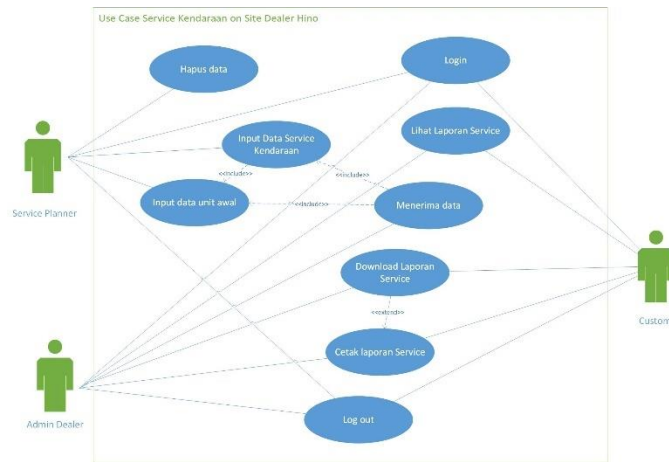 Use Case Service Kendaraan on Site Dealer Hino
Hapus data
Login
Input Data Service
Kendaraan
Lihat Laporan Service
<<include>>
<<include>>
Service Planner
Input data unit awal
<<include>>
Menerima data
Download Laporan
Service
Custom
<<extend>>
Cetak laporan Service
Admin Dealer
Log out